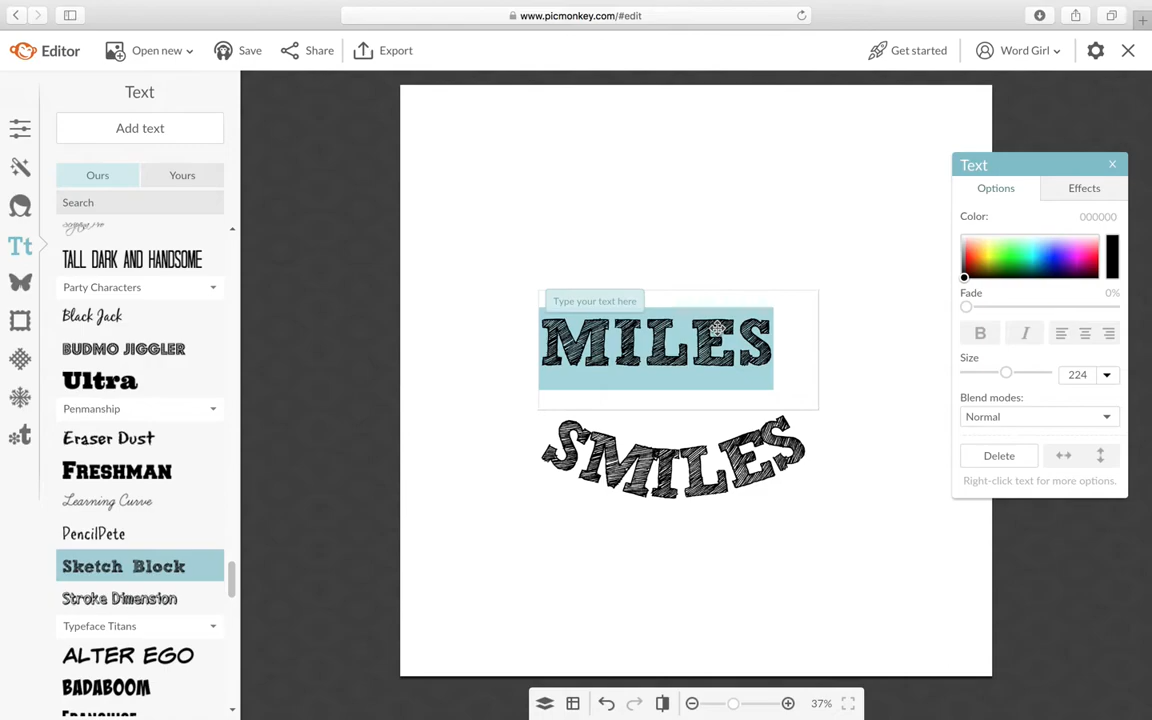 www.picmonkey.com/#edit
Editor
Open new
Save
Share
Export
Get started
Word Girl
Text
Add text
Ours
Yours
Search
TALL DARK AND HANDSOME
Party Characters
Black Jack
BUDMO JIGGLER
Ultra
Penmanship
Eraser Dust
FRESHMAN
Learning Curve
PencilPete
Sketch Block
Stroke Dimension
Typeface Titans
ALTER EGO
BADABOOM
Tt
t
Type your text here
MILES
SMILES
Text
Options
Effects
Color:
000000
Fade
0%
B
I
Size
224
Blend modes:
Normal
Delete
Right-click text for more options.
37%